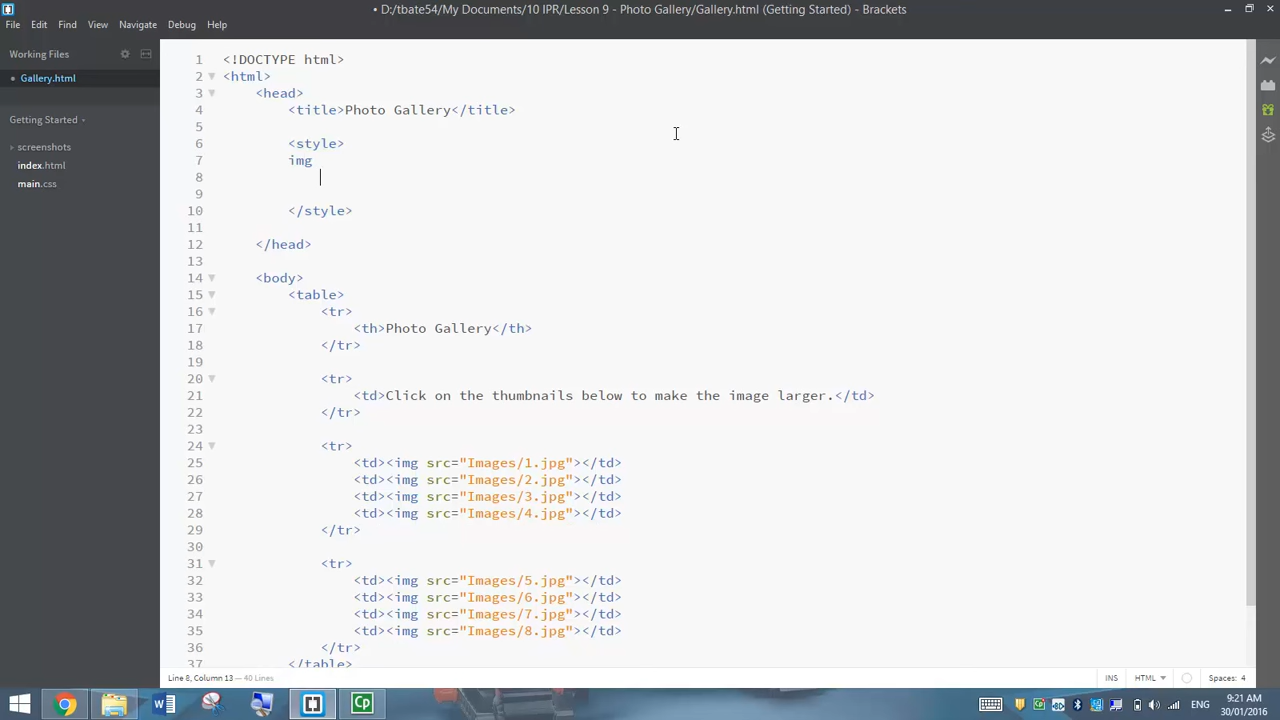 • D:/tbate54/My Documents/10 IPR/Lesson 9 - Photo Gallery/Gallery.html (Getting Started) - Brackets
File Edit Find View Navigate Debug Help
Working Files
• Gallery.html
Getting Started
screenshots
index.html
main.css
1 <!DOCTYPE html>
2 <html>
3 <head>
4 <title>Photo Gallery</title>
5
6 <style>
7 img
8
9
10 </style>
11
12 </head>
13
14 <body>
15 <table>
16 <tr>
17 <th>Photo Gallery</th>
18 </tr>
19
20 <tr>
21 <td>Click on the thumbnails below to make the image larger.</td>
22 </tr>
23
24 <tr>
25 <td><img src="Images/1.jpg"></td>
26 <td><img src="Images/2.jpg"></td>
27 <td><img src="Images/3.jpg"></td>
28 <td><img src="Images/4.jpg"></td>
29 </tr>
30
31 <tr>
32 <td><img src="Images/5.jpg"></td>
33 <td><img src="Images/6.jpg"></td>
34 <td><img src="Images/7.jpg"></td>
35 <td><img src="Images/8.jpg"></td>
36 </tr>
37 </table>
Line 8, Column 13 — 40 Lines INS HTML Spaces: 4
Cp ENG 9:21 AM
30/01/2016